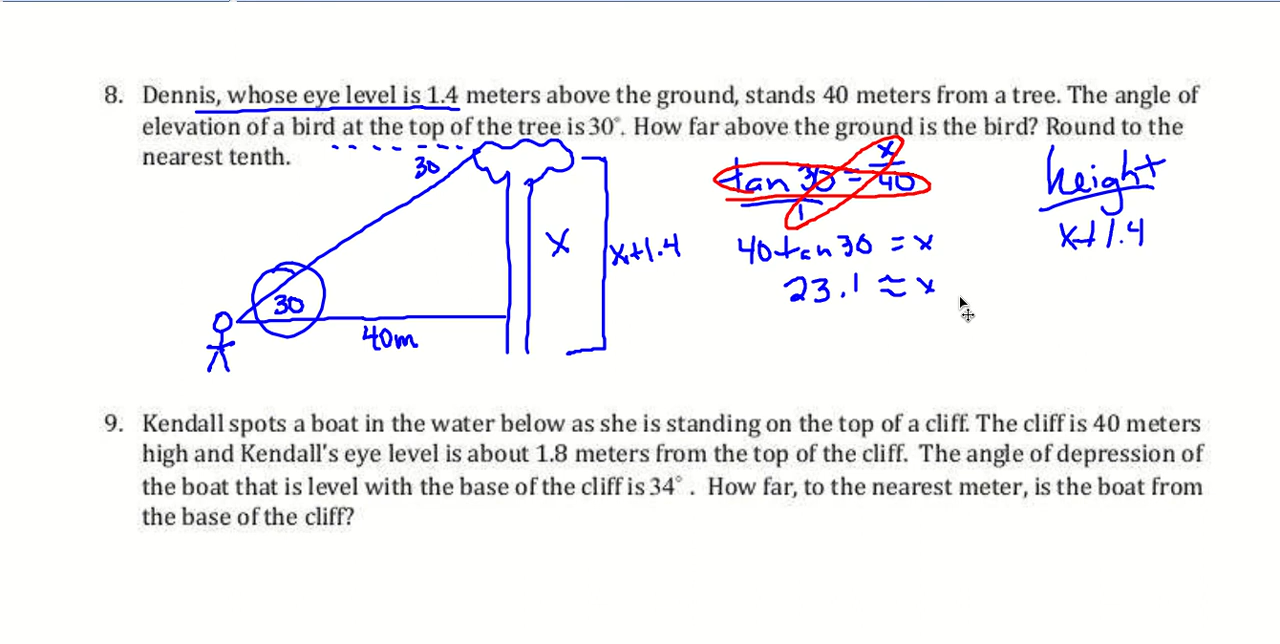 8. Dennis, whose eye level is 1.4 meters above the ground, stands 40 meters from a tree. The angle of
elevation of a bird at the top of the tree is 30°. How far above the ground is the bird? Round to the
nearest tenth.
30
30
40m
x
x+1.4
tan 30 = x/40
1
40 tan 30 = x
23.1 ≈ x
height
x+1.4
9. Kendall spots a boat in the water below as she is standing on the top of a cliff. The cliff is 40 meters
high and Kendall's eye level is about 1.8 meters from the top of the cliff. The angle of depression of
the boat that is level with the base of the cliff is 34° . How far, to the nearest meter, is the boat from
the base of the cliff?